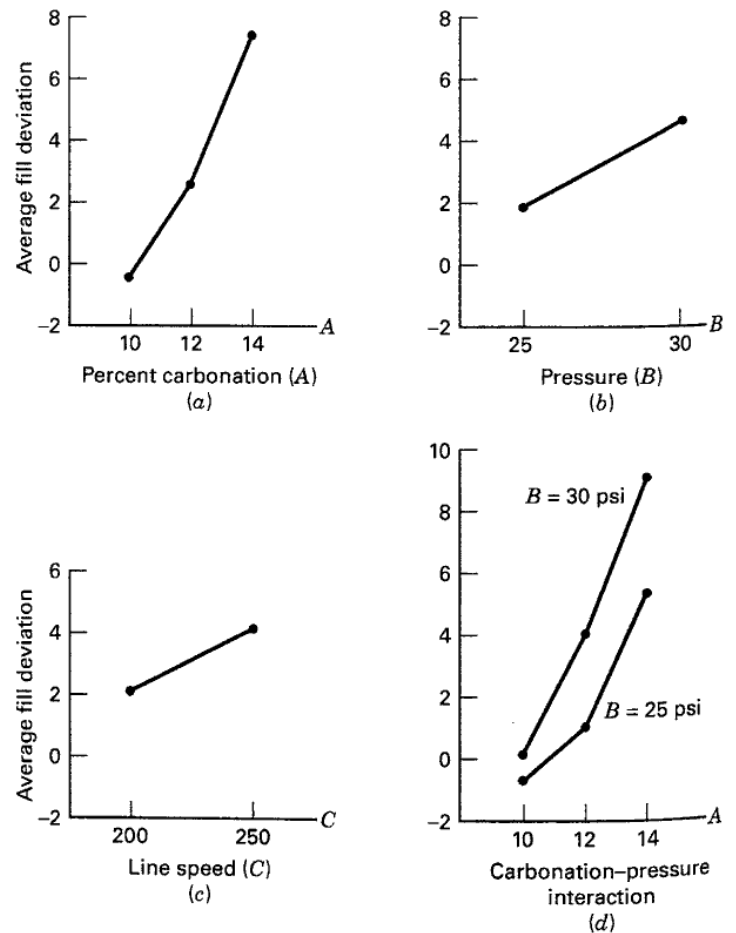 Average fill deviation
8
6
4
2
0
−2
10 12 14 A
Percent carbonation (A)
(a)
8
6
4
2
0
−2
25 30 B
Pressure (B)
(b)
Average fill deviation
6
4
2
0
−2
200 250 C
Line speed (C)
(c)
10
8
6
4
2
0
−2
B = 30 psi
B = 25 psi
10 12 14 A
Carbonation–pressure
interaction
(d)